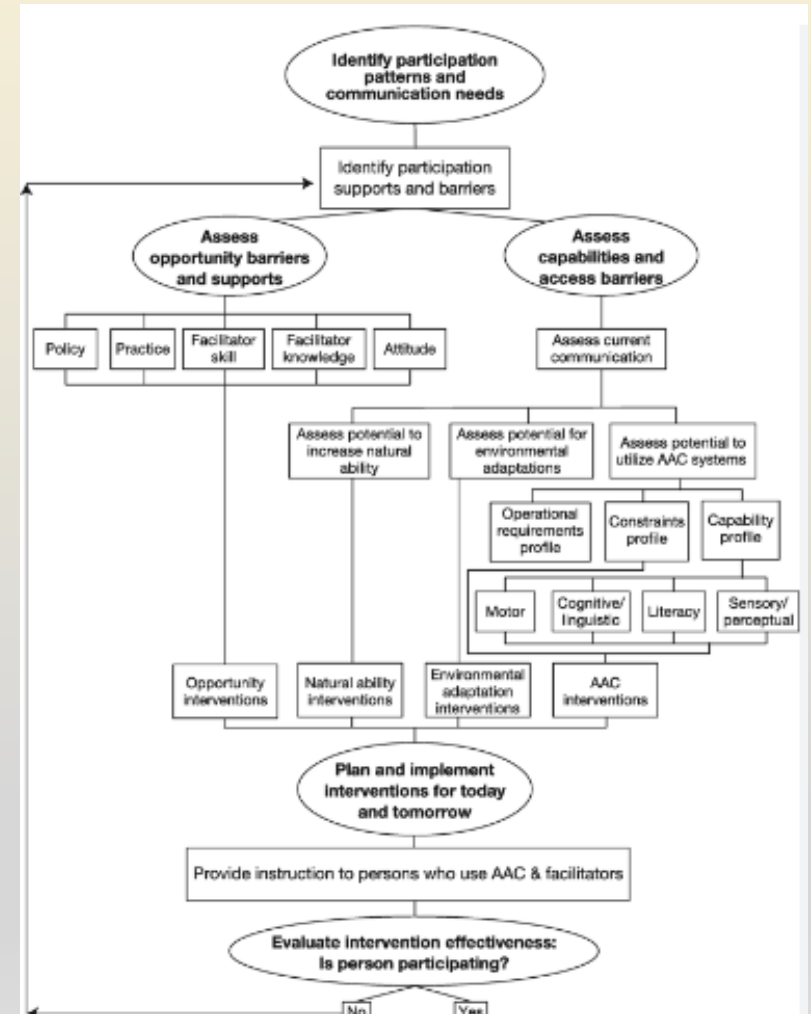 Identify participation
patterns and
communication needs
Identify participation
supports and barriers
Assess
opportunity barriers
and supports
Assess
capabilities and
access barriers
Policy
Practice
Facilitator
skill
Facilitator
knowledge
Attitude
Assess current
communication
Assess potential to
increase natural
ability
Assess potential for
environmental
adaptations
Assess potential to
utilize AAC systems
Operational
requirements
profile
Constraints
profile
Capability
profile
Motor
Cognitive/
linguistic
Literacy
Sensory/
perceptual
Opportunity
interventions
Natural ability
interventions
Environmental
adaptation
interventions
AAC
interventions
Plan and implement
interventions for today
and tomorrow
Provide instruction to persons who use AAC & facilitators
Evaluate intervention effectiveness:
Is person participating?
No
Yes